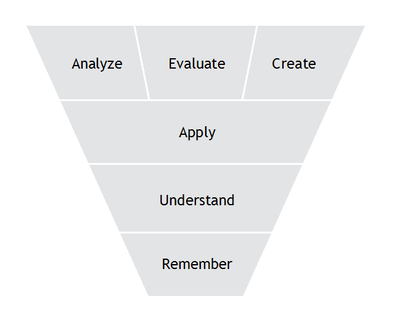 Analyze Evaluate Create
Apply
Understand
Remember